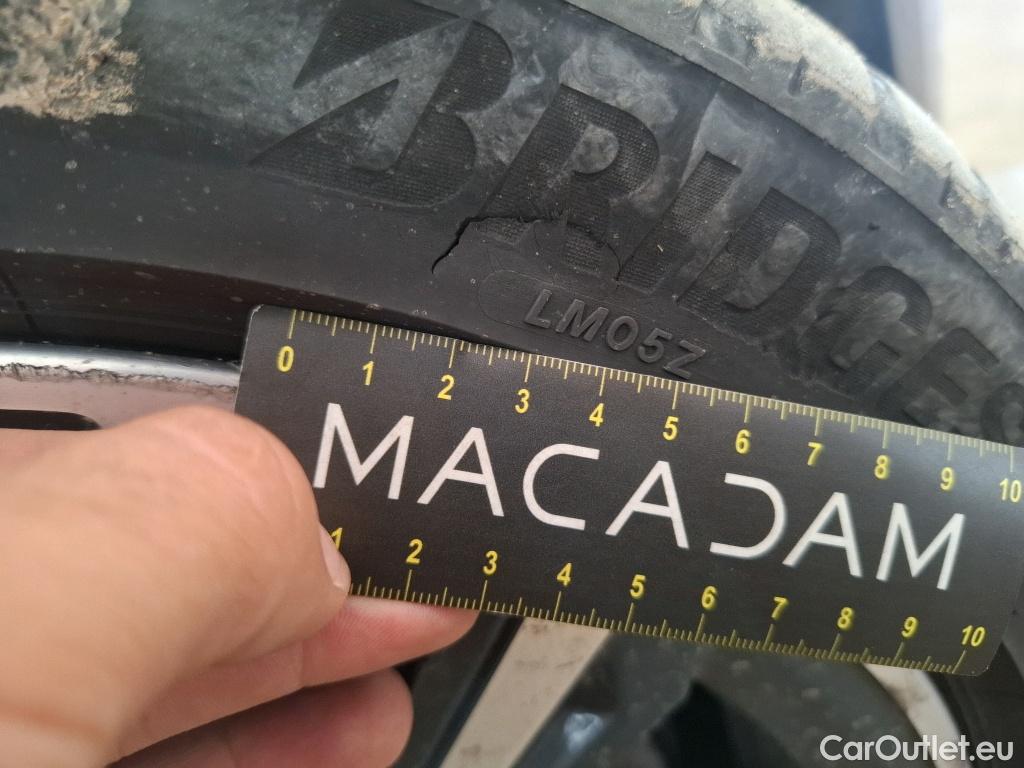 BRIDGES
LM05Z
0 1 2 3 4 5 6 7 8 9 10
MACADAM
1 2 3 4 5 6 7 8 9 10
CarOutlet.eu